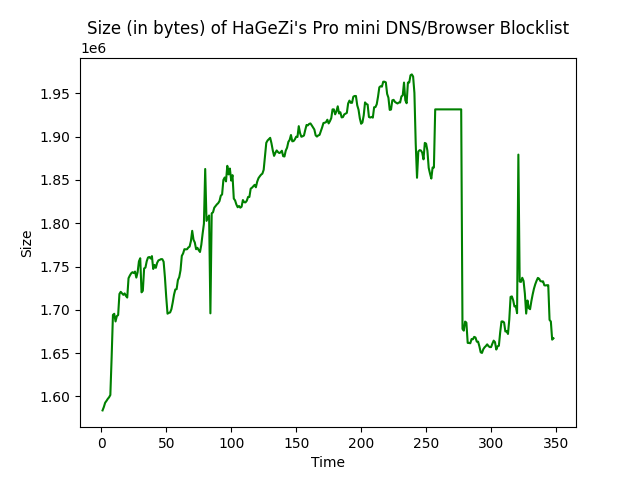 Size (in bytes) of HaGeZi's Pro mini DNS/Browser Blocklist
1e6
1.95
1.90
1.85
1.80
1.75
1.70
1.65
1.60
Size
0 50 100 150 200 250 300 350
Time